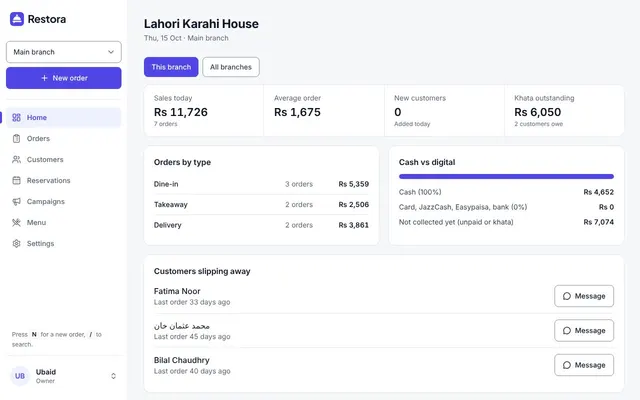 Restora
Main branch
+ New order
Home
Orders
Customers
Reservations
Campaigns
Menu
Settings
Press N for a new order, / to
search.
UB
Ubaid
Owner
Lahori Karahi House
Thu, 15 Oct · Main branch
This branch
All branches
Sales today
Rs 11,726
7 orders
Average order
Rs 1,675
New customers
0
Added today
Khata outstanding
Rs 6,050
2 customers owe
Orders by type
Dine-in 3 orders Rs 5,359
Takeaway 2 orders Rs 2,506
Delivery 2 orders Rs 3,861
Cash vs digital
Cash (100%) Rs 4,652
Card, JazzCash, Easypaisa, bank (0%) Rs 0
Not collected yet (unpaid or khata) Rs 7,074
Customers slipping away
Fatima Noor
Last order 33 days ago
Message
محمد عثمان خان
Last order 45 days ago
Message
Bilal Chaudhry
Last order 40 days ago
Message